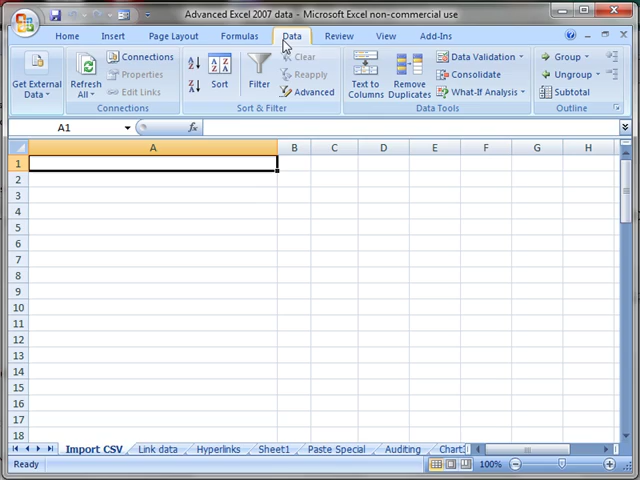 Advanced Excel 2007 data - Microsoft Excel non-commercial use
Home Insert Page Layout Formulas Data Review View Add-Ins
Get External Data
Refresh All
Connections
Properties
Edit Links
Connections
Sort
Filter
Clear
Reapply
Advanced
Sort & Filter
Text to Columns
Remove Duplicates
Data Validation
Consolidate
What-If Analysis
Data Tools
Group
Ungroup
Subtotal
Outline
A1 fx
A B C D E F G H
1
2
3
4
5
6
7
8
9
10
11
12
13
14
15
16
17
18
Import CSV Link data Hyperlinks Sheet1 Paste Special Auditing Chart
Ready 100%